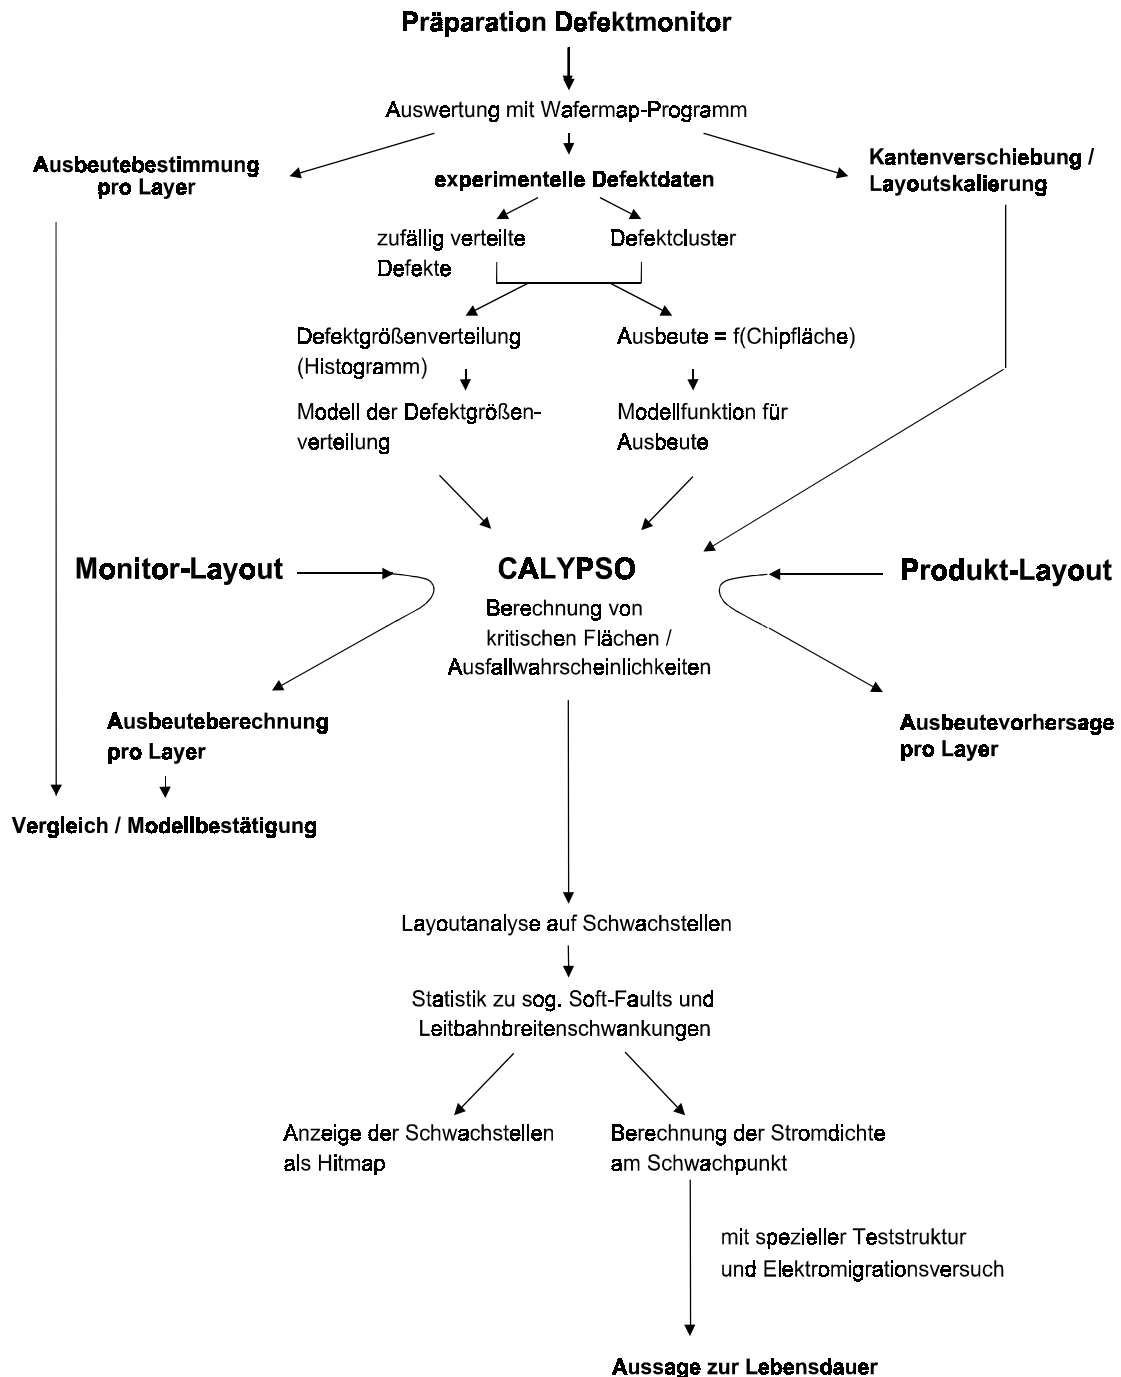 Präparation Defektmonitor
Auswertung mit Wafermap-Programm
Ausbeutebestimmung
pro Layer
experimentelle Defektdaten
Kantenverschiebung /
Layoutskalierung
zufällig verteilte
Defekte
Defektcluster
Defektgrößenverteilung
(Histogramm)
Ausbeute = f(Chipfläche)
Modell der Defektgrößen-
verteilung
Modellfunktion für
Ausbeute
Monitor-Layout
CALYPSO
Produkt-Layout
Berechnung von
kritischen Flächen /
Ausfallwahrscheinlichkeiten
Ausbeuteberechnung
pro Layer
Ausbeutevorhersage
pro Layer
Vergleich / Modellbestätigung
Layoutanalyse auf Schwachstellen
Statistik zu sog. Soft-Faults und
Leitbahnbreitenschwankungen
Anzeige der Schwachstellen
als Hitmap
Berechnung der Stromdichte
am Schwachpunkt
mit spezieller Teststruktur
und Elektromigrationsversuch
Aussage zur Lebensdauer